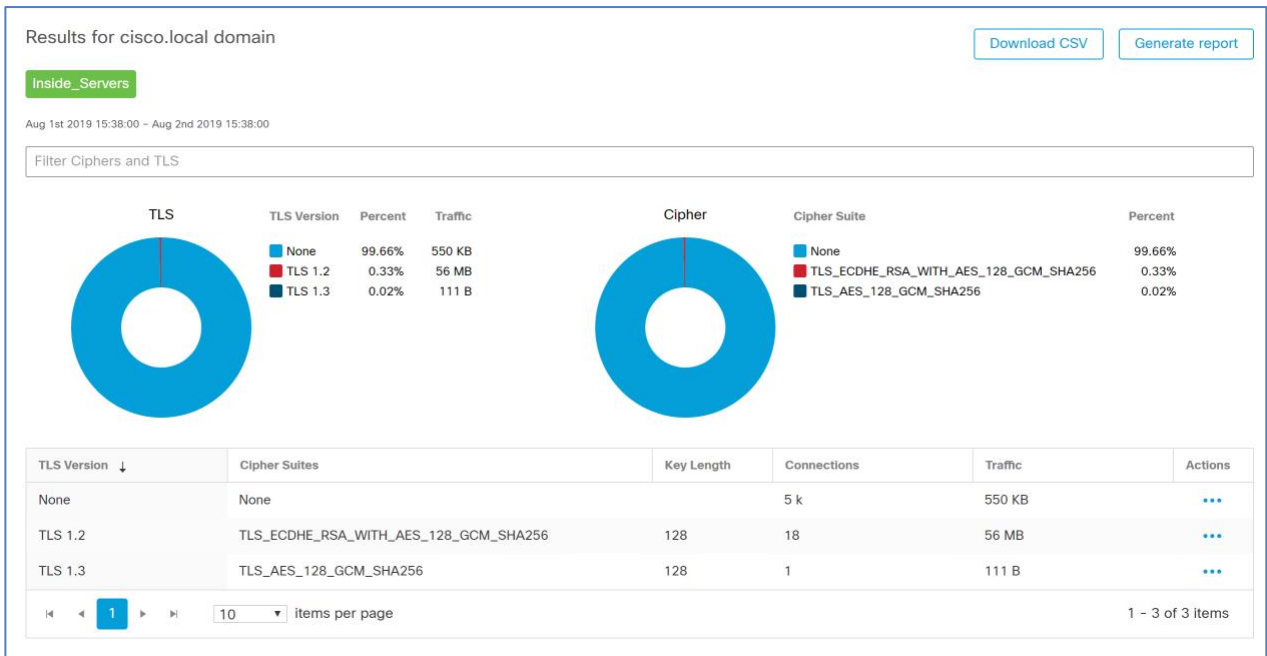 Results for cisco.local domain
Download CSV
Generate report
Inside_Servers
Aug 1st 2019 15:38:00 – Aug 2nd 2019 15:38:00
Filter Ciphers and TLS
TLS
TLS Version Percent Traffic
None 99.66% 550 KB
TLS 1.2 0.33% 56 MB
TLS 1.3 0.02% 111 B
Cipher
Cipher Suite Percent
None 99.66%
TLS_ECDHE_RSA_WITH_AES_128_GCM_SHA256 0.33%
TLS_AES_128_GCM_SHA256 0.02%
TLS Version ↓ Cipher Suites Key Length Connections Traffic Actions
None None 5 k 550 KB •••
TLS 1.2 TLS_ECDHE_RSA_WITH_AES_128_GCM_SHA256 128 18 56 MB •••
TLS 1.3 TLS_AES_128_GCM_SHA256 128 1 111 B •••
1 10 items per page 1 - 3 of 3 items